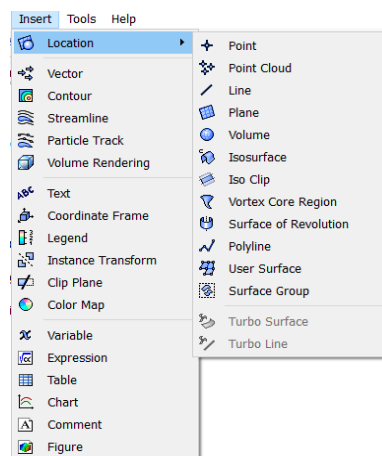 Insert Tools Help
Location
Vector
Contour
Streamline
Particle Track
Volume Rendering
Text
Coordinate Frame
Legend
Instance Transform
Clip Plane
Color Map
Variable
Expression
Table
Chart
Comment
Figure
Point
Point Cloud
Line
Plane
Volume
Isosurface
Iso Clip
Vortex Core Region
Surface of Revolution
Polyline
User Surface
Surface Group
Turbo Surface
Turbo Line